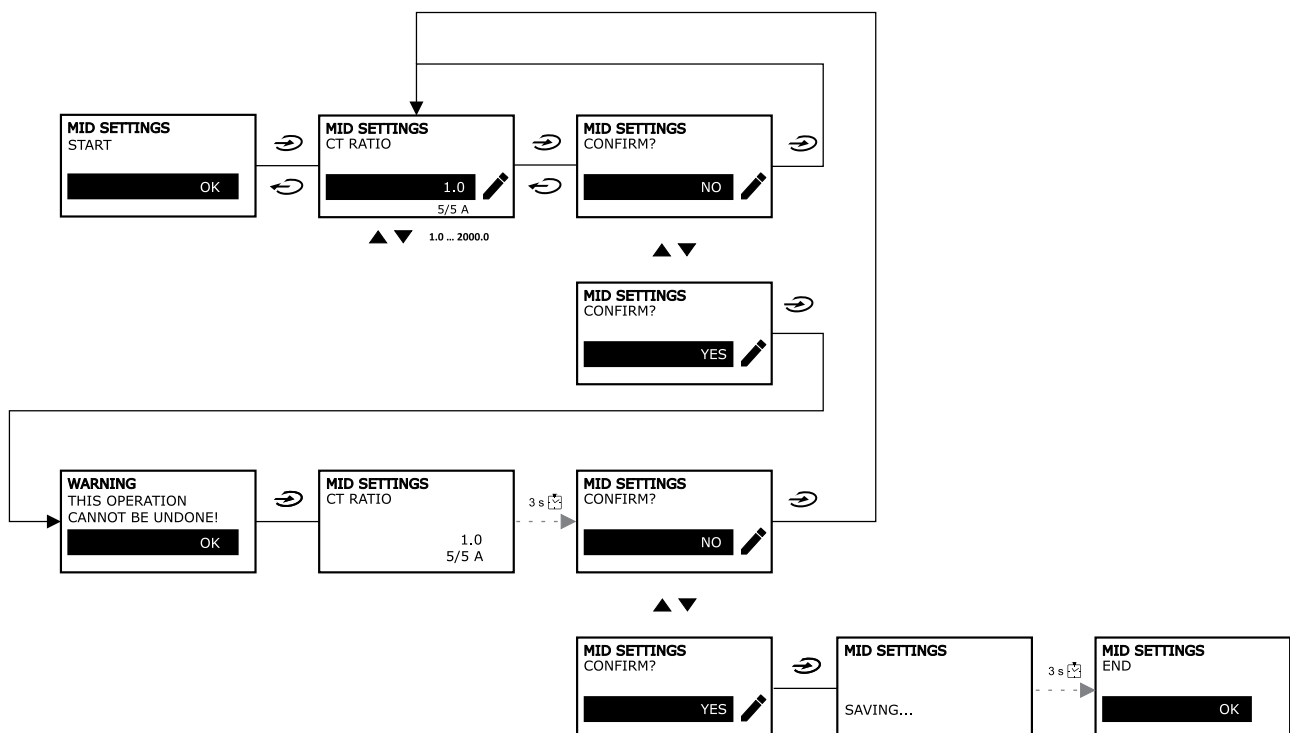 MID SETTINGS
START
OK
MID SETTINGS
CT RATIO
1.0
5/5 A
1.0 ... 2000.0
MID SETTINGS
CONFIRM?
NO
MID SETTINGS
CONFIRM?
YES
WARNING
THIS OPERATION
CANNOT BE UNDONE!
OK
MID SETTINGS
CT RATIO
1.0
5/5 A
3 s
MID SETTINGS
CONFIRM?
NO
MID SETTINGS
CONFIRM?
YES
MID SETTINGS
SAVING...
3 s
MID SETTINGS
END
OK